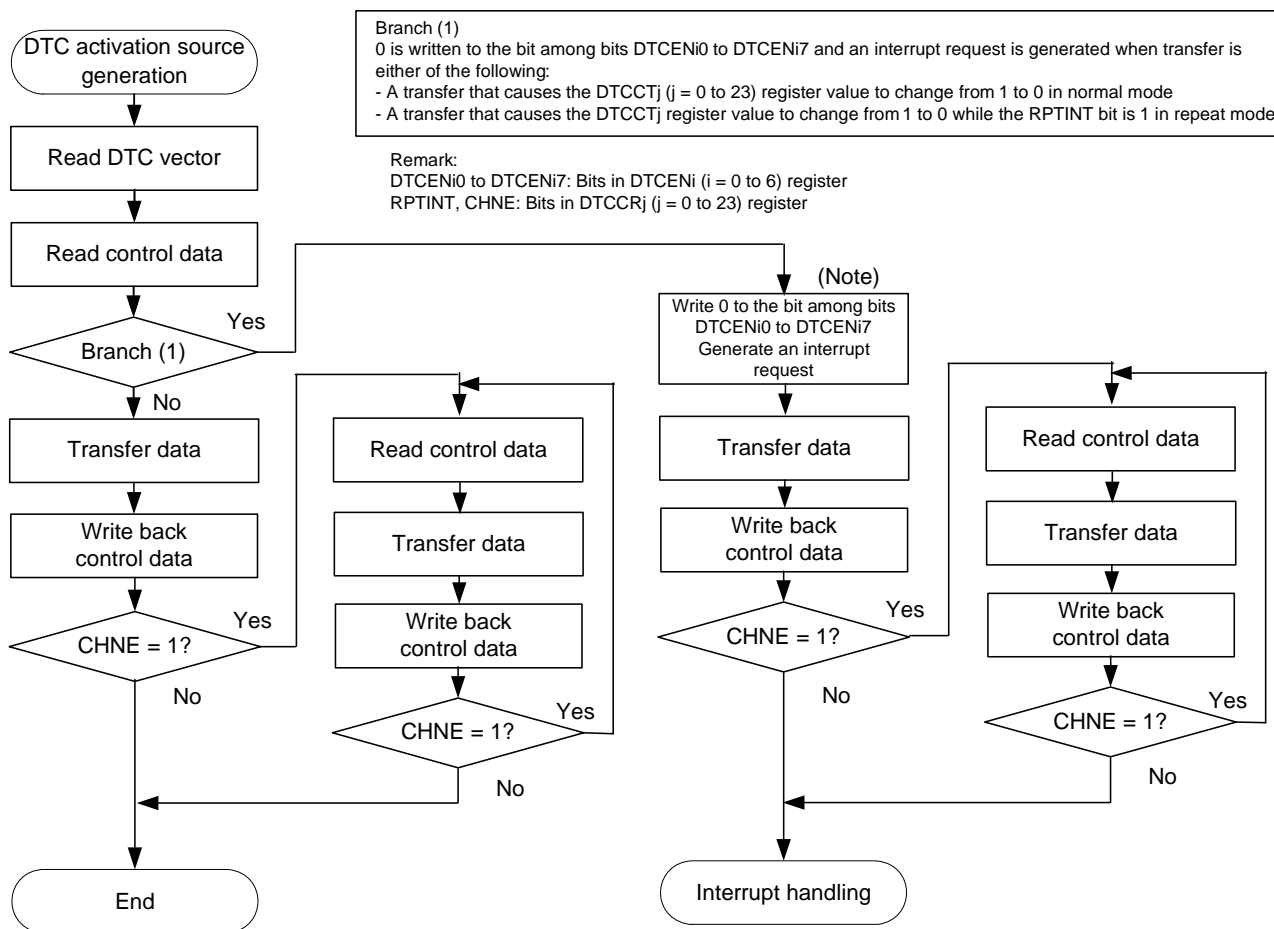 DTC activation source
generation
Branch (1)
0 is written to the bit among bits DTCENi0 to DTCENi7 and an interrupt request is generated when transfer is
either of the following:
- A transfer that causes the DTCCTj (j = 0 to 23) register value to change from 1 to 0 in normal mode
- A transfer that causes the DTCCTj register value to change from 1 to 0 while the RPTINT bit is 1 in repeat mode
Remark:
DTCENi0 to DTCENi7: Bits in DTCENi (i = 0 to 6) register
RPTINT, CHNE: Bits in DTCCRj (j = 0 to 23) register
Read DTC vector
Read control data
Branch (1)
Yes
No
Transfer data
Write back
control data
CHNE = 1?
Yes
No
Read control data
Transfer data
Write back
control data
CHNE = 1?
Yes
No
End
(Note)
Write 0 to the bit among bits
DTCENi0 to DTCENi7
Generate an interrupt
request
Transfer data
Write back
control data
CHNE = 1?
Yes
No
Read control data
Transfer data
Write back
control data
CHNE = 1?
Yes
No
Interrupt handling